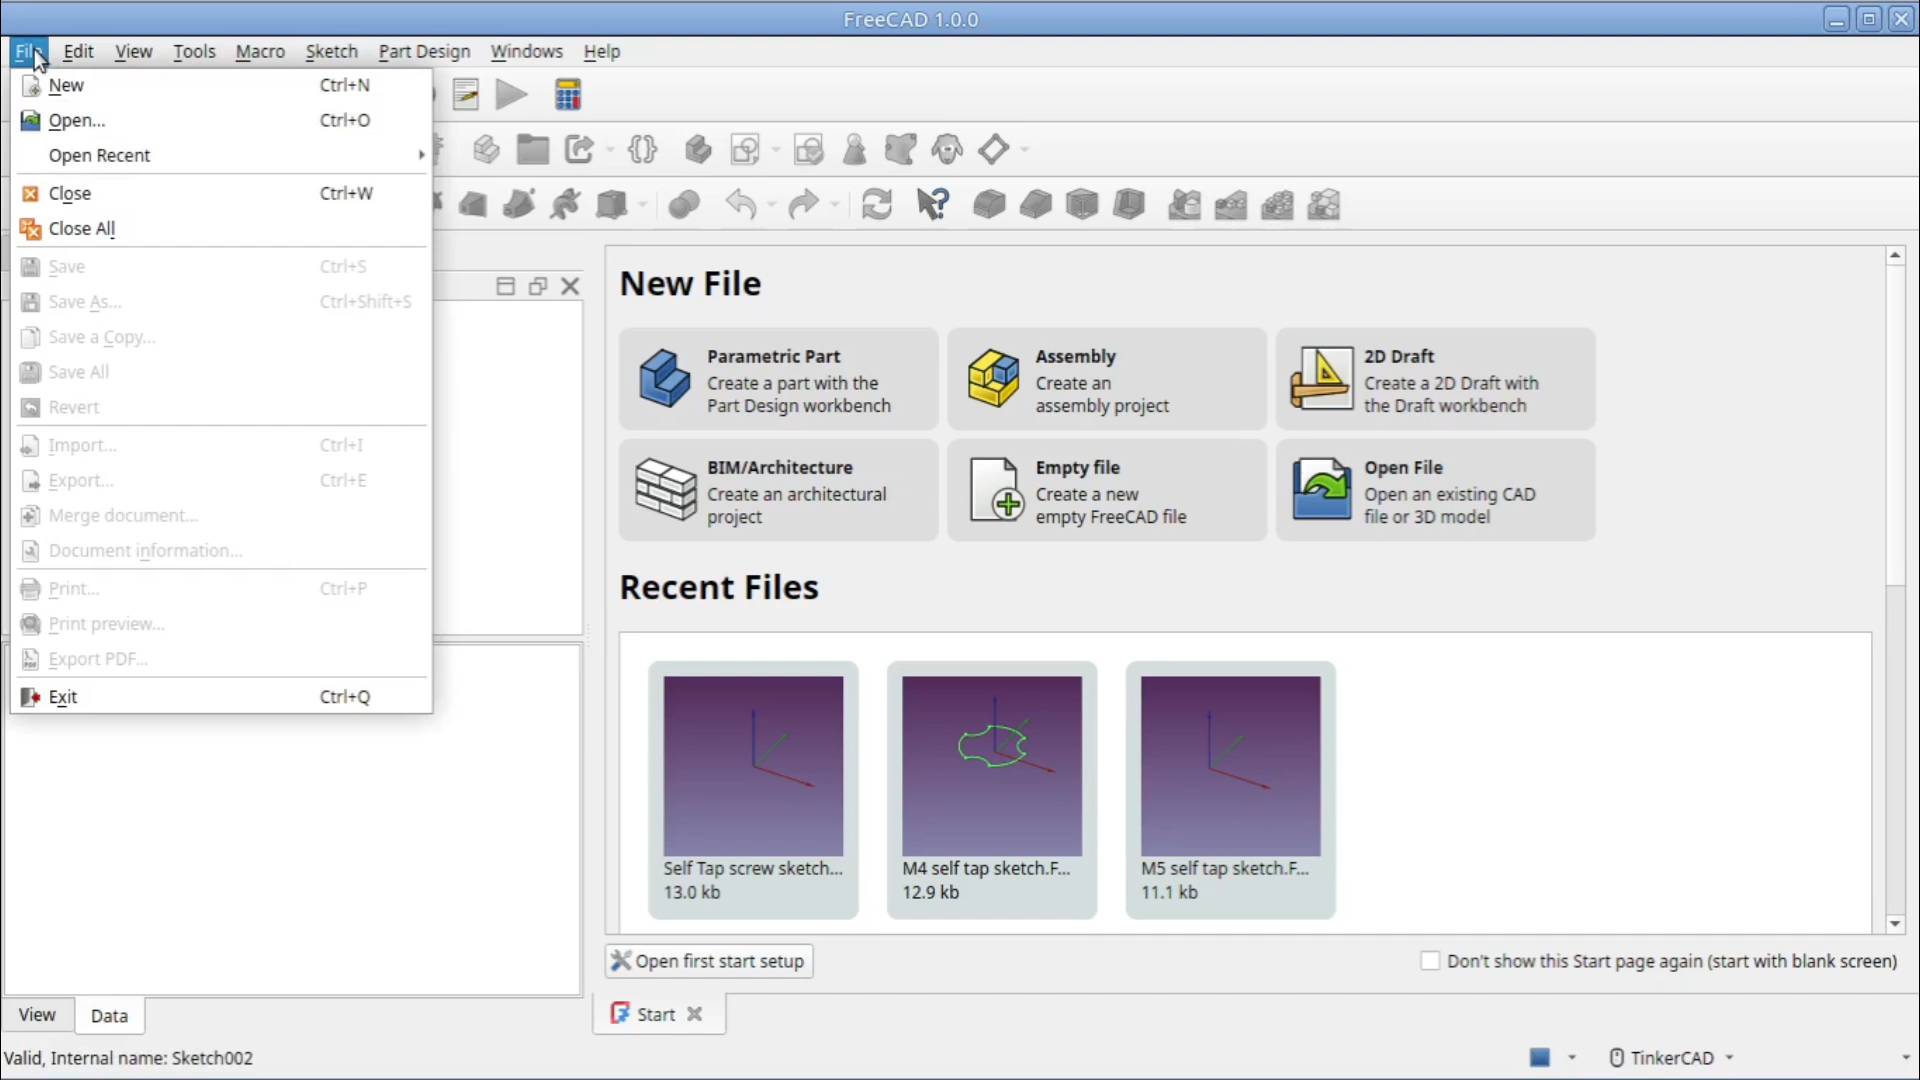 FreeCAD 1.0.0
File Edit View Tools Macro Sketch Part Design Windows Help
New Ctrl+N
Open... Ctrl+O
Open Recent
Close Ctrl+W
Close All
Save Ctrl+S
Save As... Ctrl+Shift+S
Save a Copy...
Save All
Revert
Import... Ctrl+I
Export... Ctrl+E
Merge document...
Document information...
Print... Ctrl+P
Print preview...
Export PDF...
Exit Ctrl+Q
New File
Parametric Part
Create a part with the
Part Design workbench
Assembly
Create an
assembly project
2D Draft
Create a 2D Draft with
the Draft workbench
BIM/Architecture
Create an architectural
project
Empty file
Create a new
empty FreeCAD file
Open File
Open an existing CAD
file or 3D model
Recent Files
Self Tap screw sketch...
13.0 kb
M4 self tap sketch.F...
12.9 kb
M5 self tap sketch.F...
11.1 kb
Open first start setup
Don't show this Start page again (start with blank screen)
View Data
Start
Valid, Internal name: Sketch002
TinkerCAD